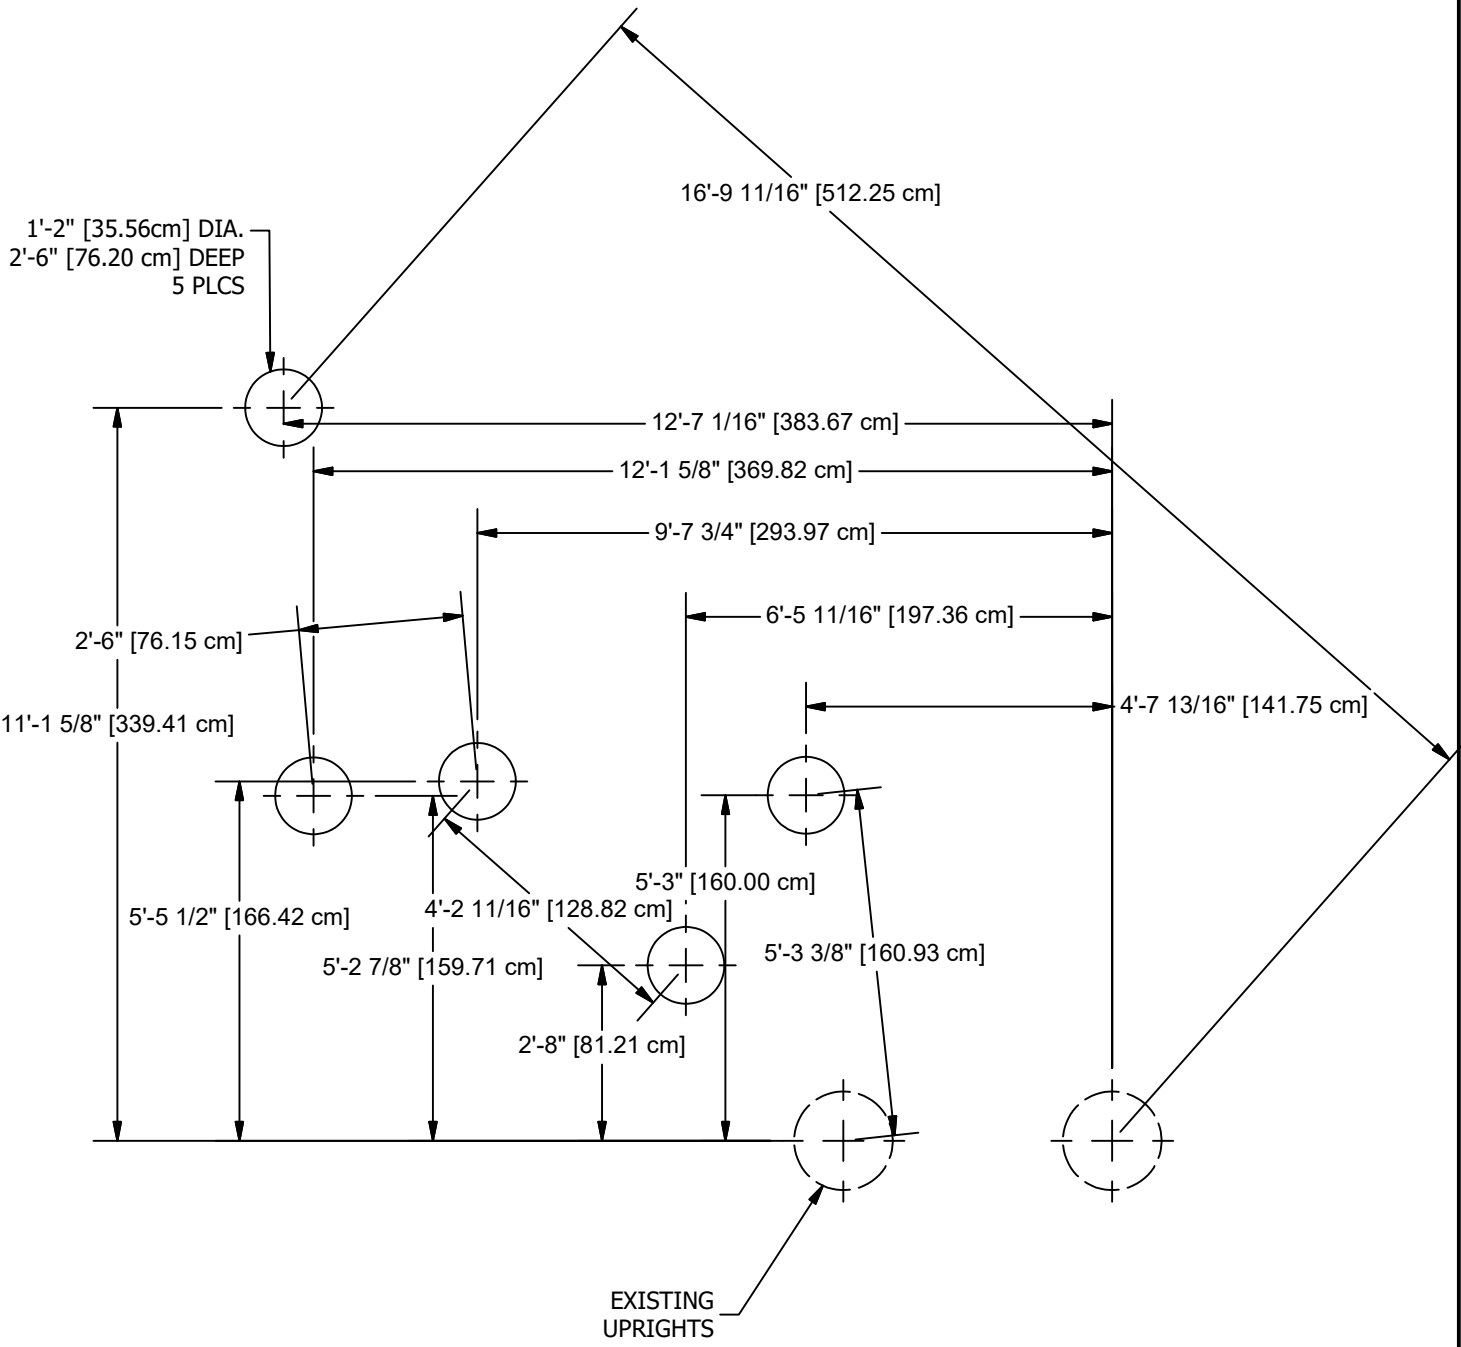 16'-9 11/16" [512.25 cm]
1'-2" [35.56cm] DIA.
2'-6" [76.20 cm] DEEP
5 PLCS
12'-7 1/16" [383.67 cm]
12'-1 5/8" [369.82 cm]
9'-7 3/4" [293.97 cm]
6'-5 11/16" [197.36 cm]
2'-6" [76.15 cm]
4'-7 13/16" [141.75 cm]
11'-1 5/8" [339.41 cm]
5'-3" [160.00 cm]
4'-2 11/16" [128.82 cm]
5'-5 1/2" [166.42 cm]
5'-3 3/8" [160.93 cm]
5'-2 7/8" [159.71 cm]
2'-8" [81.21 cm]
EXISTING
UPRIGHTS